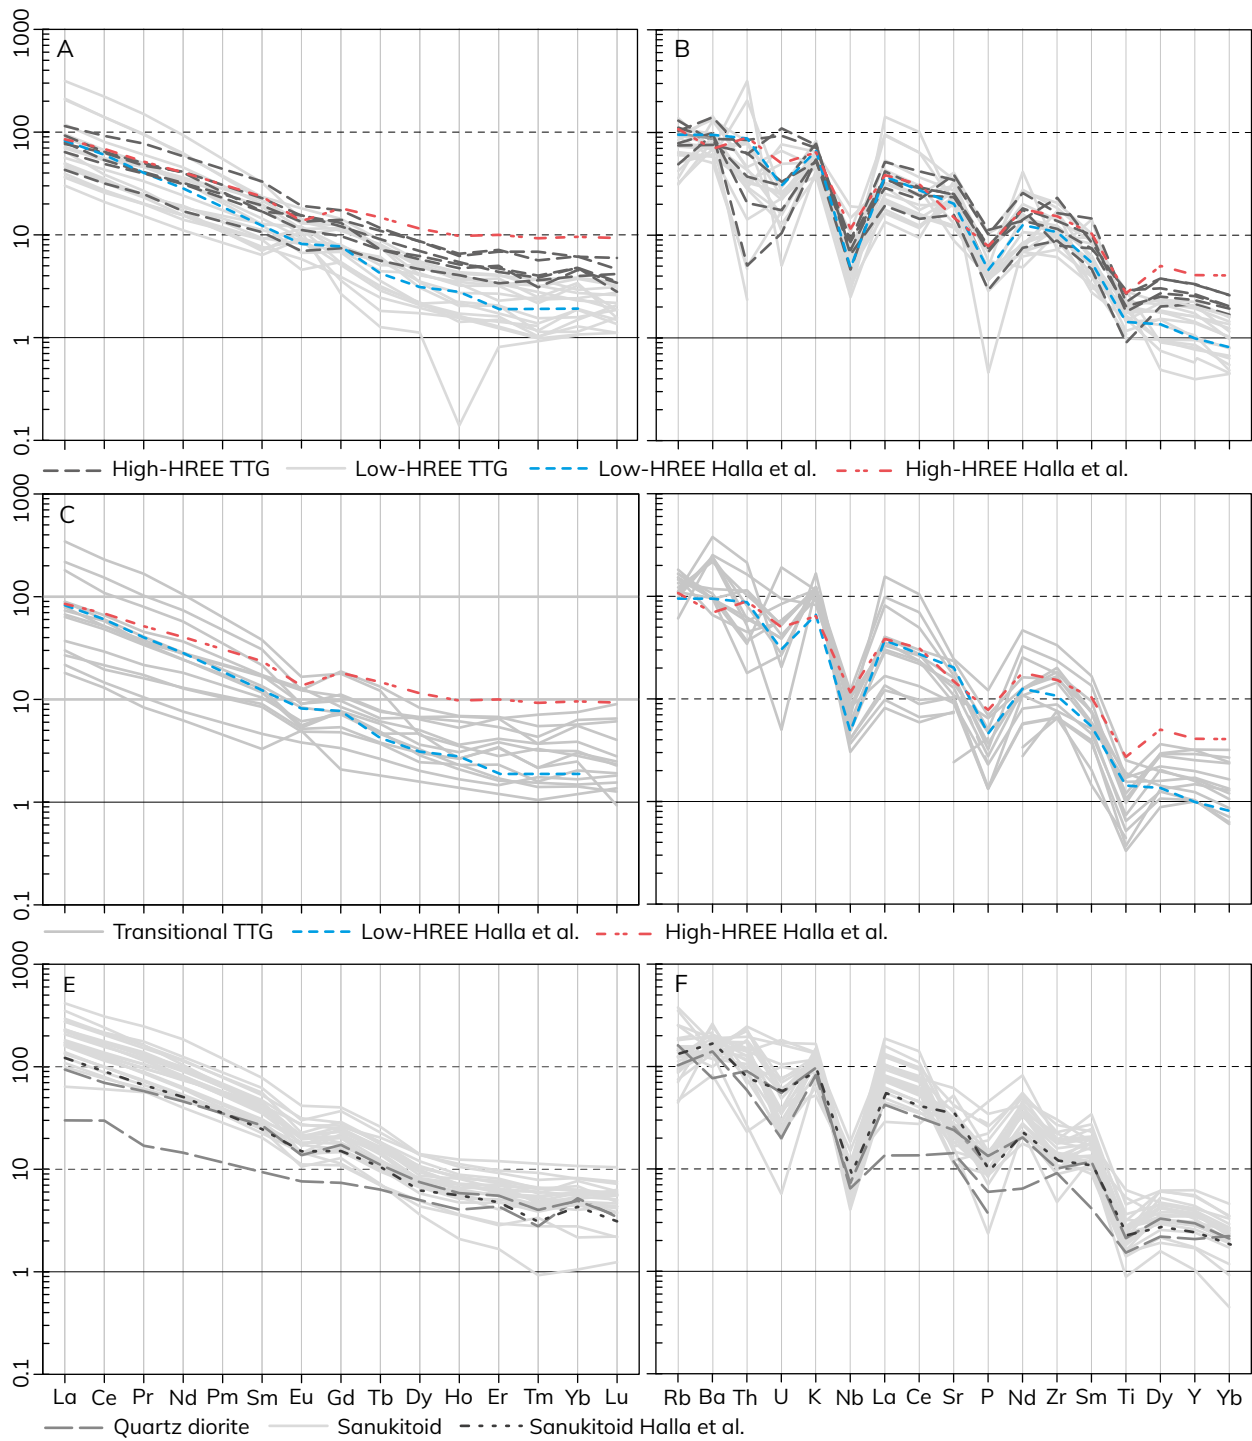 A
B
1000
100
10
1
0.1
High-HREE TTG
Low-HREE TTG
Low-HREE Halla et al.
High-HREE Halla et al.
C
1000
100
10
1
0.1
Transitional TTG
Low-HREE Halla et al.
High-HREE Halla et al.
E
F
1000
100
10
1
0.1
La Ce Pr Nd Pm Sm Eu Gd Tb Dy Ho Er Tm Yb Lu
Rb Ba Th U K Nb La Ce Sr P Nd Zr Sm Ti Dy Y Yb
Quartz diorite
Sanukitoid
Sanukitoid Halla et al.